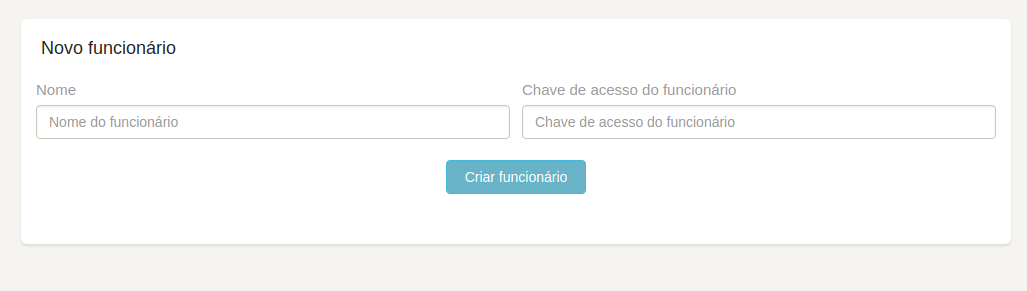 Novo funcionário
Nome
Chave de acesso do funcionário
Nome do funcionário
Chave de acesso do funcionário
Criar funcionário